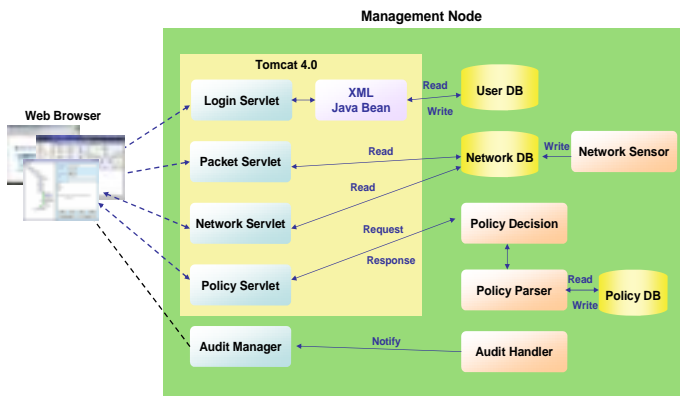 Management Node
Tomcat 4.0
Web Browser
Login Servlet
XML
Java Bean
Read
Write
User DB
Packet Servlet
Read
Network DB
Write
Network Sensor
Read
Network Servlet
Request
Response
Policy Decision
Policy Servlet
Policy Parser
Read
Write
Policy DB
Audit Manager
Notify
Audit Handler